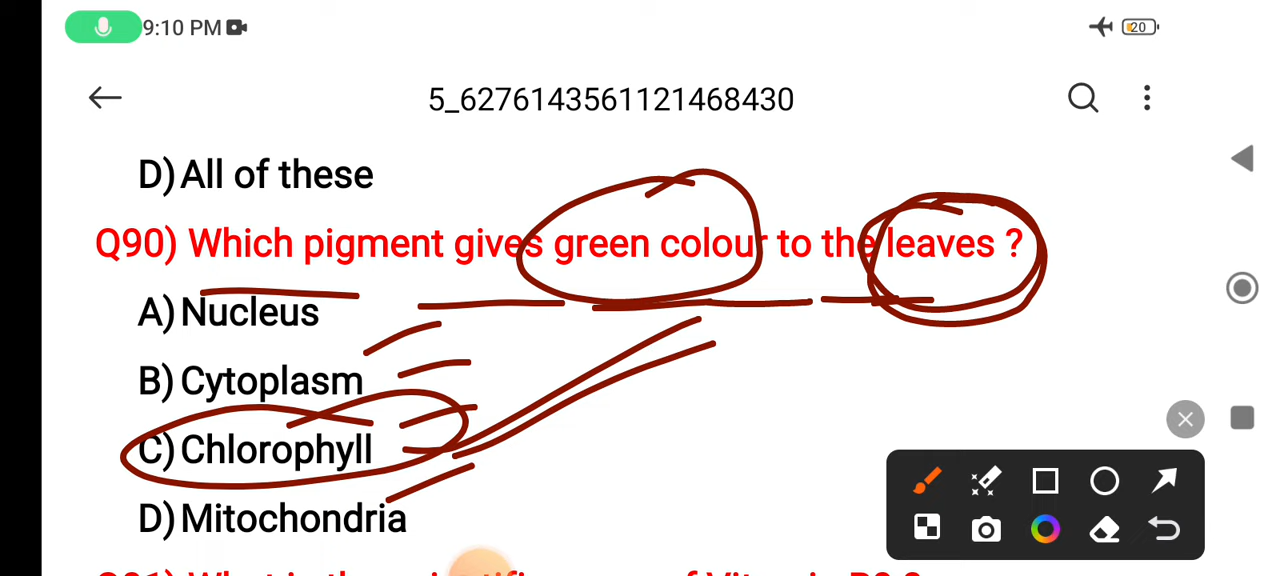 9:10 PM
20
5_6276143561121468430
D) All of these
Q90) Which pigment gives green colour to the leaves ?
A) Nucleus
B) Cytoplasm
C) Chlorophyll
D) Mitochondria